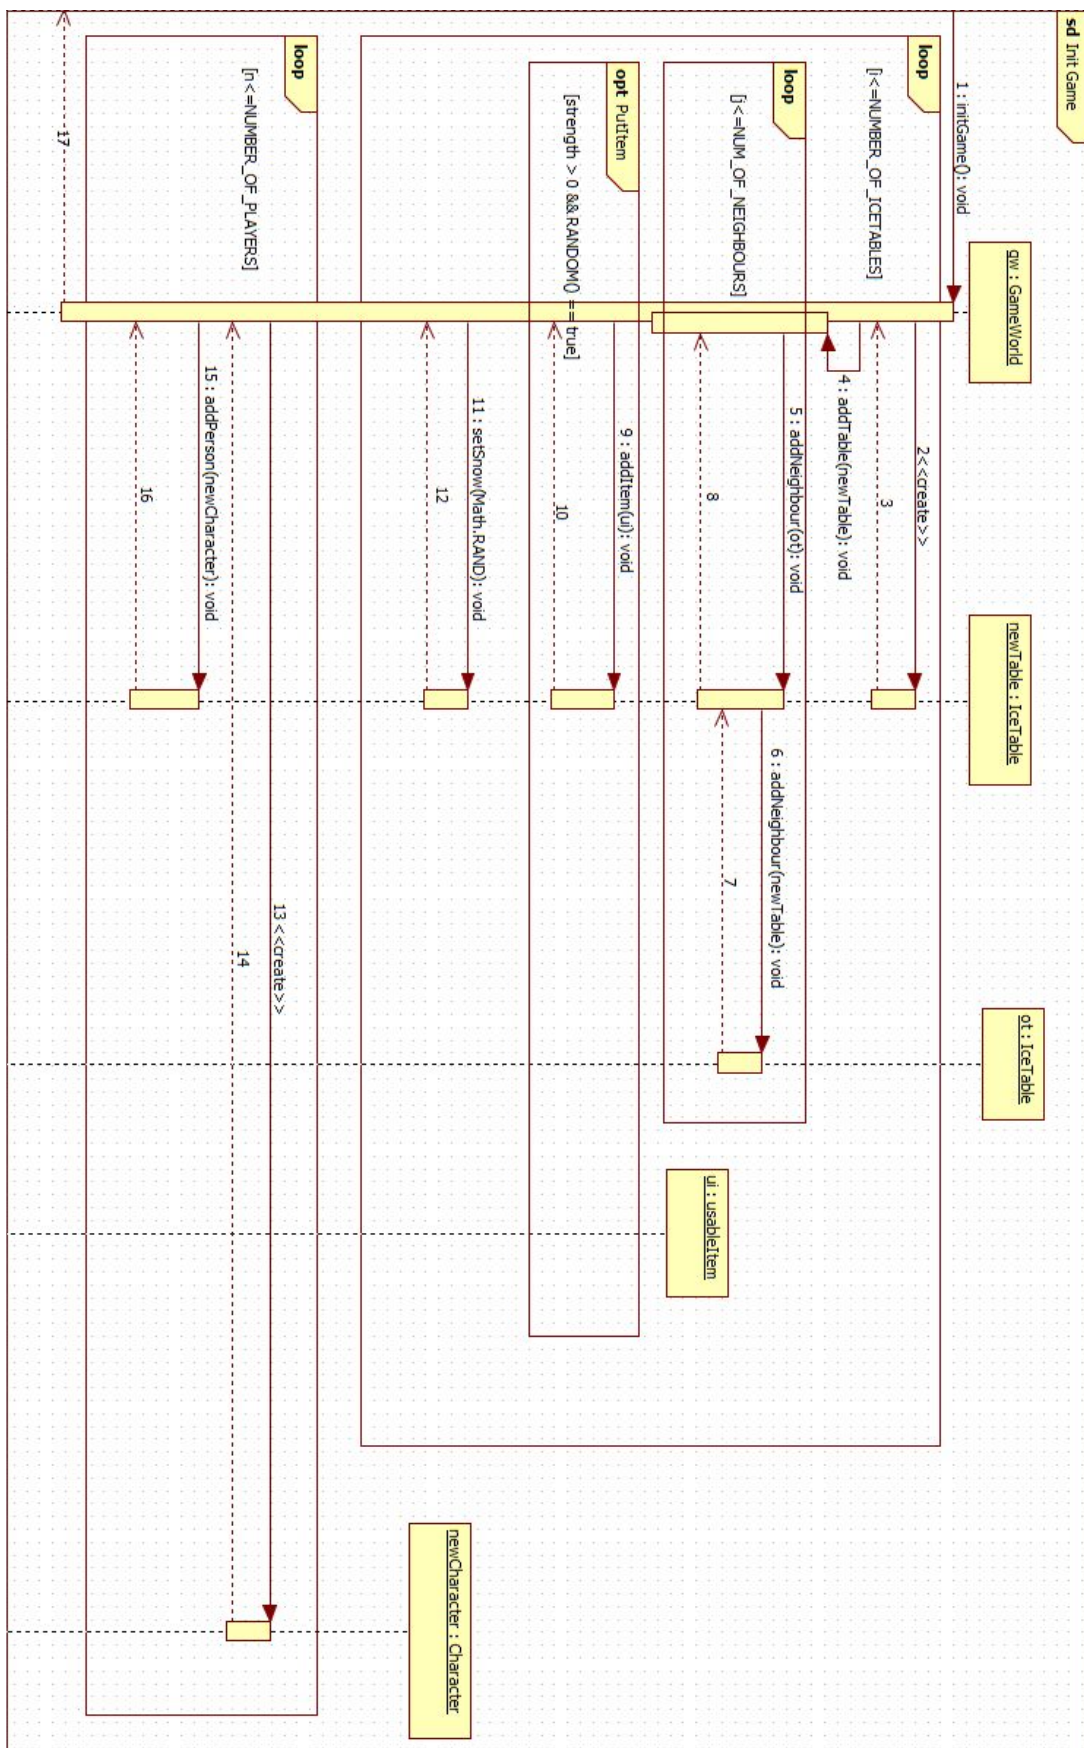 sd Init Game
1 : initGame(): void
gw : GameWorld
newTable : IceTable
ot : IceTable
loop
[i<=NUMBER_OF_ICETABLES]
2<<create>>
3
4 : addTable(newTable): void
loop
[j<=NUM_OF_NEIGHBOURS]
5 : addNeighbour(ot): void
6 : addNeighbour(newTable): void
7
8
ui : usableItem
opt PutItem
[strength > 0 &&RANDOM() == true]
9 : addItem(ui): void
10
11 : setSnow(Math.RAND): void
12
newCharacter : Character
loop
[n<=NUMBER_OF_PLAYERS]
13<<create>>
14
15 : addPerson(newCharacter): void
16
17